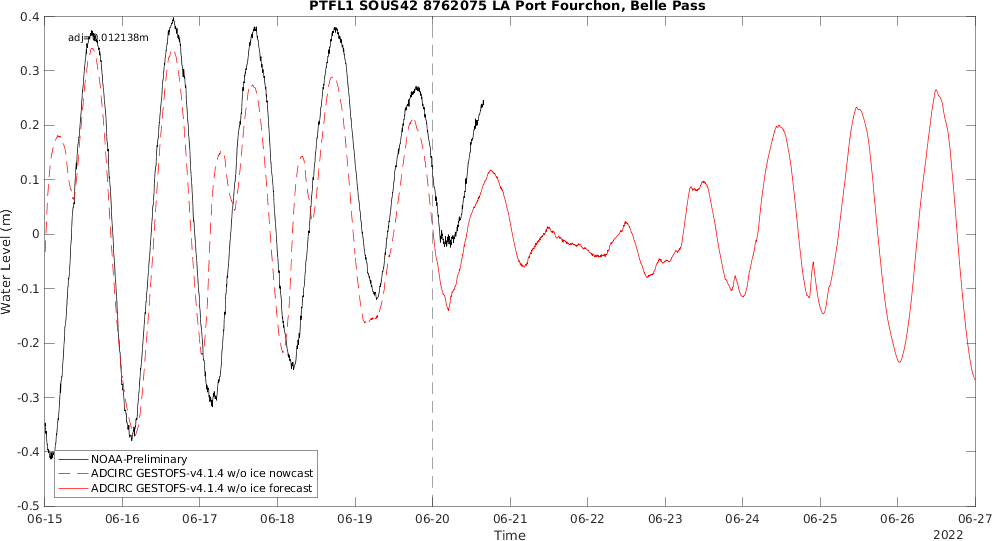 PTFL1 SOUS42 8762075 LA Port Fourchon, Belle Pass
adj=0.012138m
Water Level (m)
0.4
0.3
0.2
0.1
0
-0.1
-0.2
-0.3
-0.4
-0.5
NOAA-Preliminary
ADCIRC GESTOFS-v4.1.4 w/o ice nowcast
ADCIRC GESTOFS-v4.1.4 w/o ice forecast
06-15 06-16 06-17 06-18 06-19 06-20 06-21 06-22 06-23 06-24 06-25 06-26 06-27
Time
2022